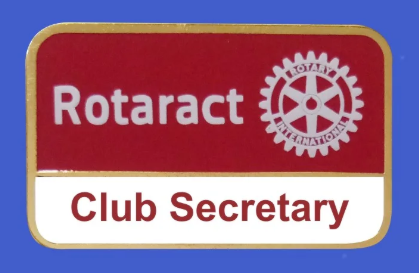 Rotaract
ROTARY
INTERNATIONAL
Club Secretary